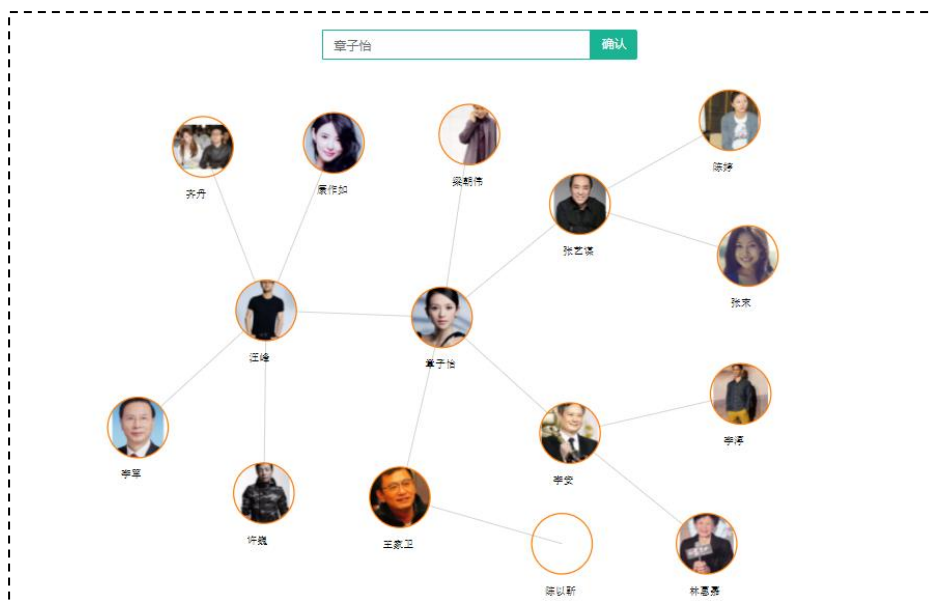 章子怡 确认
陈婷
齐丹
康作如
梁朝伟
张艺谋
张末
汪峰
章子怡
李淳
李军
李安
许巍
王家卫
陈以靳
林惠嘉